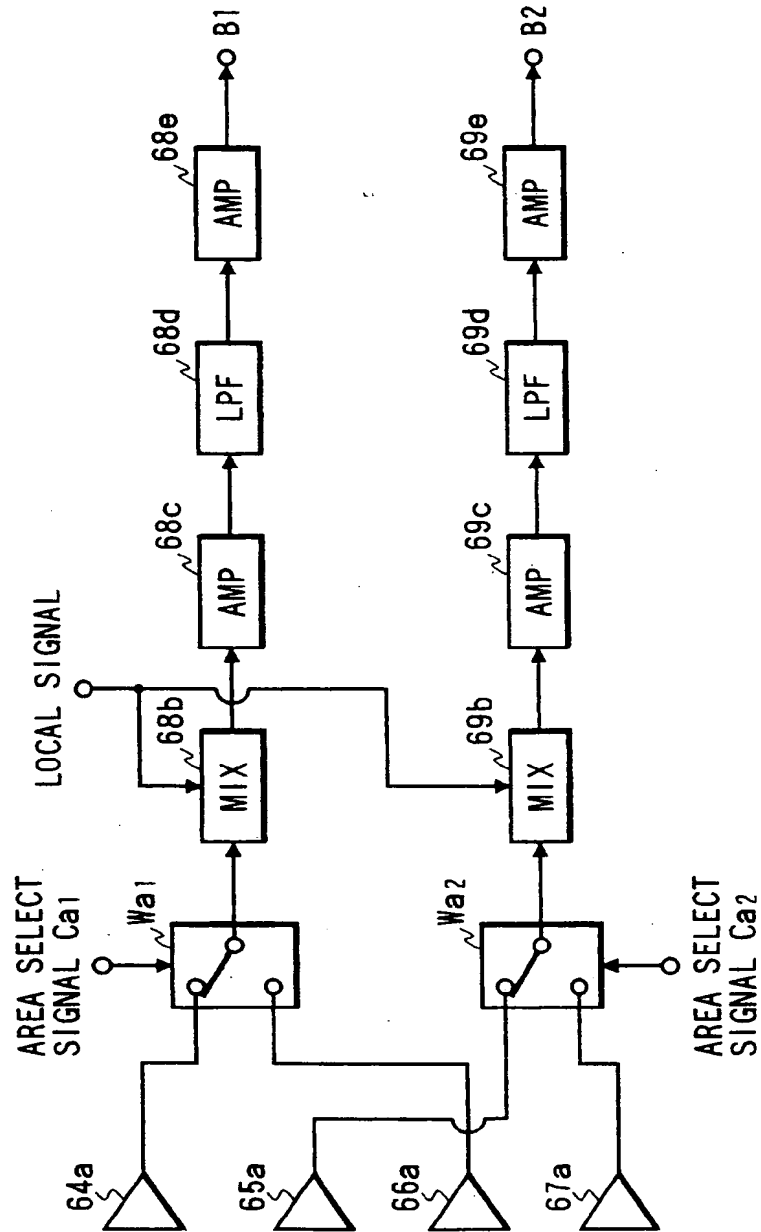 AREA SELECT
SIGNAL Ca1
LOCAL SIGNAL
64a
65a
66a
67a
Wa1
MIX
68b
AMP
68c
LPF
68d
AMP
68e
B1
Wa2
MIX
69b
AMP
69c
LPF
69d
AMP
69e
B2
AREA SELECT
SIGNAL Ca2